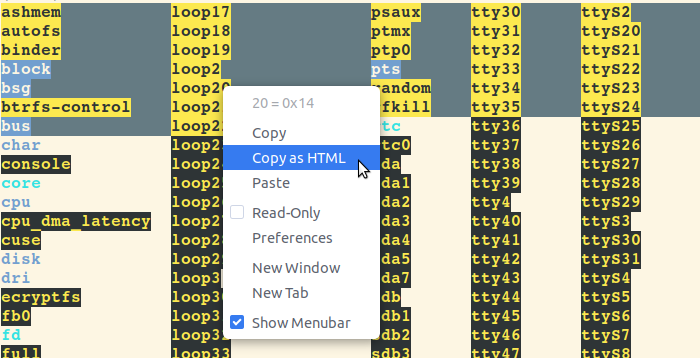 ashmem loop17 psaux tty30 ttyS2
autofs loop18 ptmx tty31 ttyS20
binder loop19 ptp0 tty32 ttyS21
block loop2 pts tty33 ttyS22
bsg loop20 random tty34 ttyS23
btrfs-control loop2 fkill tty35 ttyS24
bus loop2 tc tty36 ttyS25
char loop2 tc0 tty37 ttyS26
console loop2 da tty38 ttyS27
core loop2 da1 tty39 ttyS28
cpu loop2 da2 tty4 ttyS29
cpu_dma_latency loop2 da3 tty40 ttyS3
cuse loop2 da4 tty41 ttyS30
disk loop2 da5 tty42 ttyS31
dri loop3 da7 tty43 ttyS4
ecryptfs loop3 db tty44 ttyS5
fb0 loop3 db1 tty45 ttyS6
fd loop3 db2 tty46 ttyS7
full loop33 sdb3 tty47 ttyS8
20 = 0x14
Copy
Copy as HTML
Paste
Read-Only
Preferences
New Window
New Tab
Show Menubar